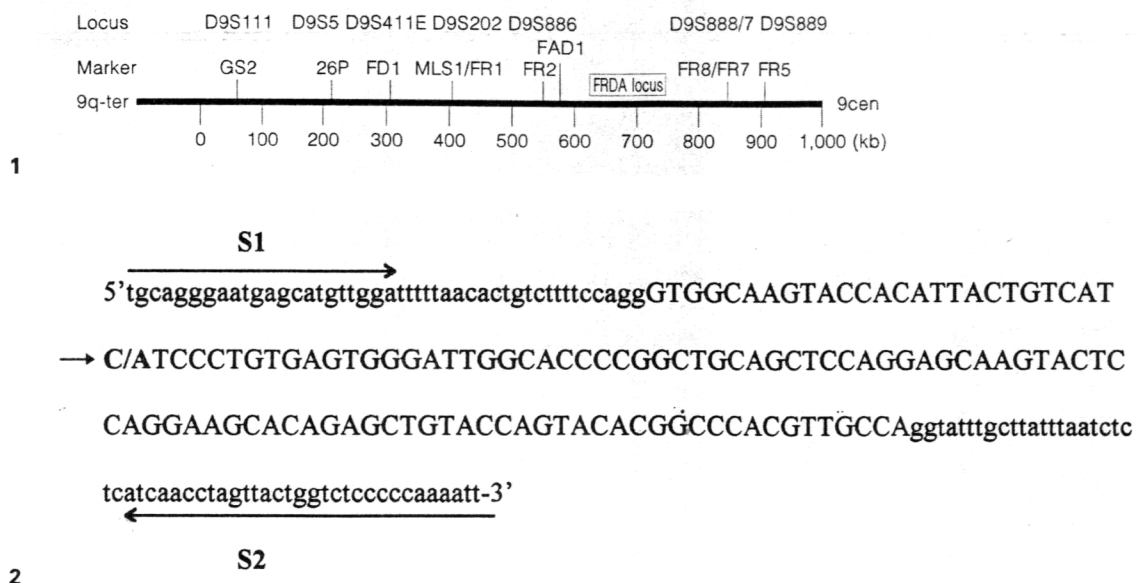 Locus D9S111 D9S5 D9S411E D9S202 D9S886 D9S888/7 D9S889
FAD1
Marker GS2 26P FD1 MLS1/FR1 FR2 FRDA locus FR8/FR7 FR5
9q-ter 9cen
0 100 200 300 400 500 600 700 800 900 1,000 (kb)
1
S1
5’tgcagggaatgagcatgttggatttttaacactgtcttttccaggGTGGCAAGTACCACATTACTGTCAT
→ C/ATCCCTGTGAGTGGGATTGGCACCCCGGCTGCAGCTCCAGGAGCAAGTACTC
CAGGAAGCACAGAGCTGTACCAGTACACGGCCCACGTTGCCAggtatttgcttatttaatctc
tcatcaacctagttactggtctcccccaaaatt-3’
S2
2